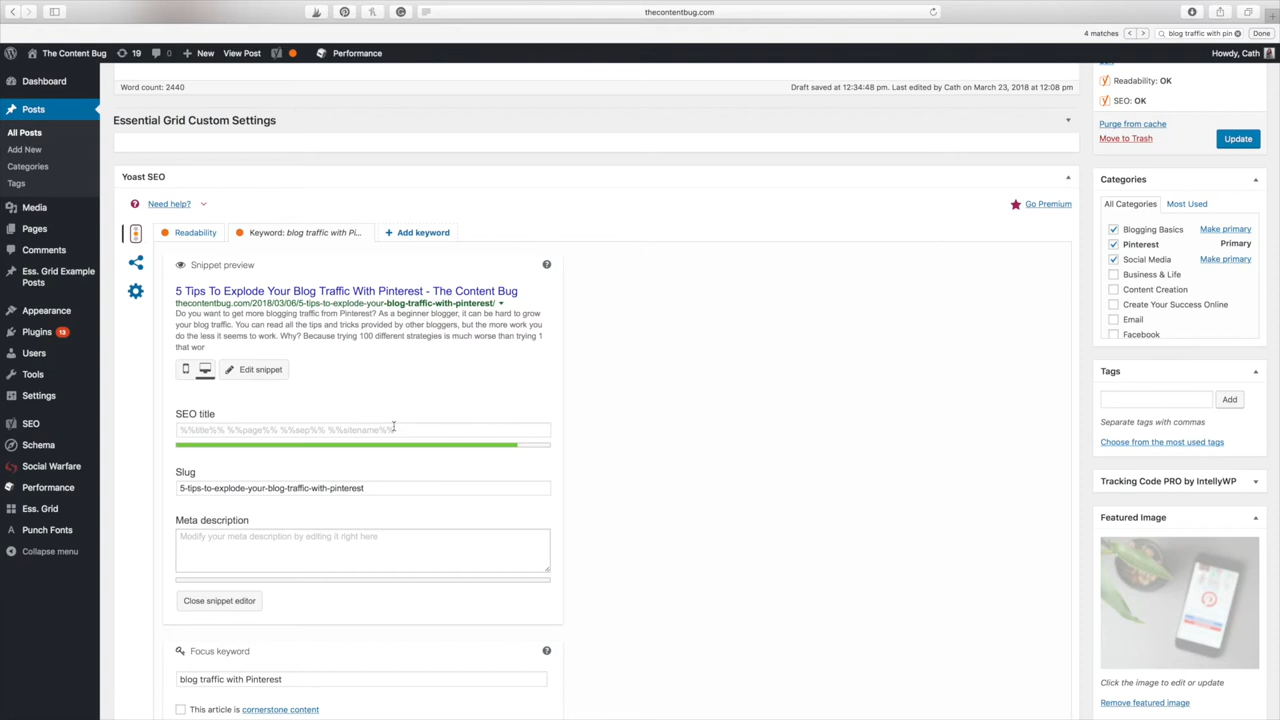 thecontentbug.com
4 matches
blog traffic with pin
Done
The Content Bug
19
0
New
View Post
Performance
Howdy, Cath
Dashboard
Posts
All Posts
Add New
Categories
Tags
Media
Pages
Comments
Ess. Grid Example
Posts
Appearance
Plugins 13
Users
Tools
Settings
SEO
Schema
Social Warfare
Performance
Ess. Grid
Punch Fonts
Collapse menu
Word count: 2440
Draft saved at 12:34:48 pm. Last edited by Cath on March 23, 2018 at 12:08 pm
Essential Grid Custom Settings
Yoast SEO
Need help?
Go Premium
Readability
Keyword: blog traffic with Pi...
+ Add keyword
Snippet preview
5 Tips To Explode Your Blog Traffic With Pinterest - The Content Bug
thecontentbug.com/2018/03/06/5-tips-to-explode-your-blog-traffic-with-pinterest/
Do you want to get more blogging traffic from Pinterest? As a beginner blogger, it can be hard to grow
your blog traffic. You can read all the tips and tricks provided by other bloggers, but the more work you
do the less it seems to work. Why? Because trying 100 different strategies is much worse than trying 1
that wor
Edit snippet
SEO title
%%title%% %%page%% %%sep%% %%sitename%%
Slug
5-tips-to-explode-your-blog-traffic-with-pinterest
Meta description
Modify your meta description by editing it right here
Close snippet editor
Focus keyword
blog traffic with Pinterest
This article is cornerstone content
Readability: OK
SEO: OK
Purge from cache
Move to Trash
Update
Categories
All Categories
Most Used
Blogging Basics
Make primary
Pinterest
Primary
Social Media
Make primary
Business & Life
Content Creation
Create Your Success Online
Email
Facebook
Tags
Add
Separate tags with commas
Choose from the most used tags
Tracking Code PRO by IntellyWP
Featured Image
Click the image to edit or update
Remove featured image